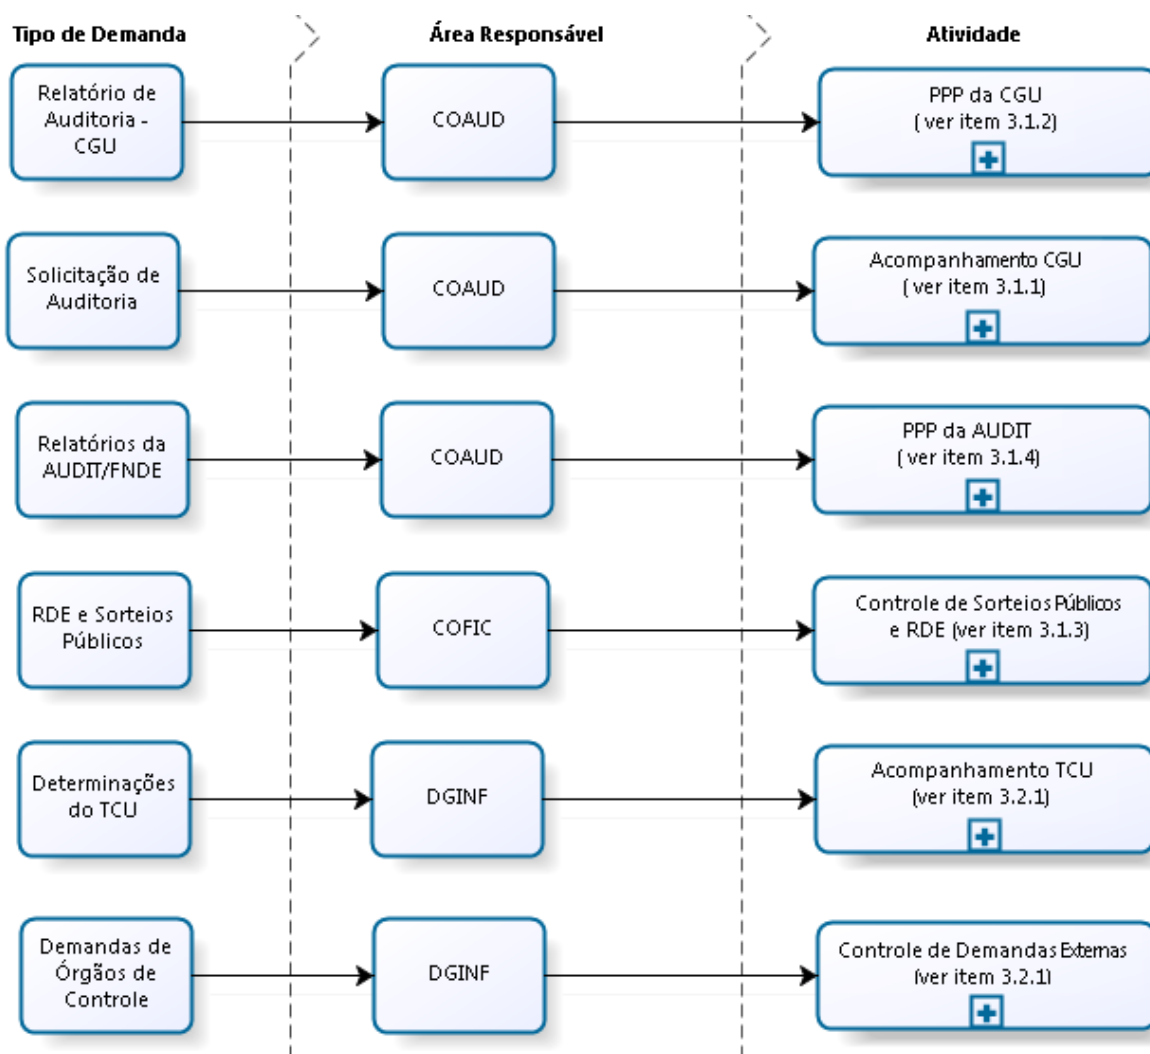 Tipo de Demanda
Área Responsável
Atividade
Relatório de
Auditoria -
CGU
COAUD
PPP da CGU
( ver item 3.1.2)
Solicitação de
Auditoria
COAUD
Acompanhamento CGU
( ver item 3.1.1)
Relatórios da
AUDIT/FNDE
COAUD
PPP da AUDIT
( ver item 3.1.4)
RDE e Sorteios
Públicos
COFIC
Controle de Sorteios Públicos
e RDE (ver item 3.1.3)
Determinações
do TCU
DGINF
Acompanhamento TCU
(ver item 3.2.1)
Demandas de
Órgãos de
Controle
DGINF
Controle de Demandas Externas
(ver item 3.2.1)